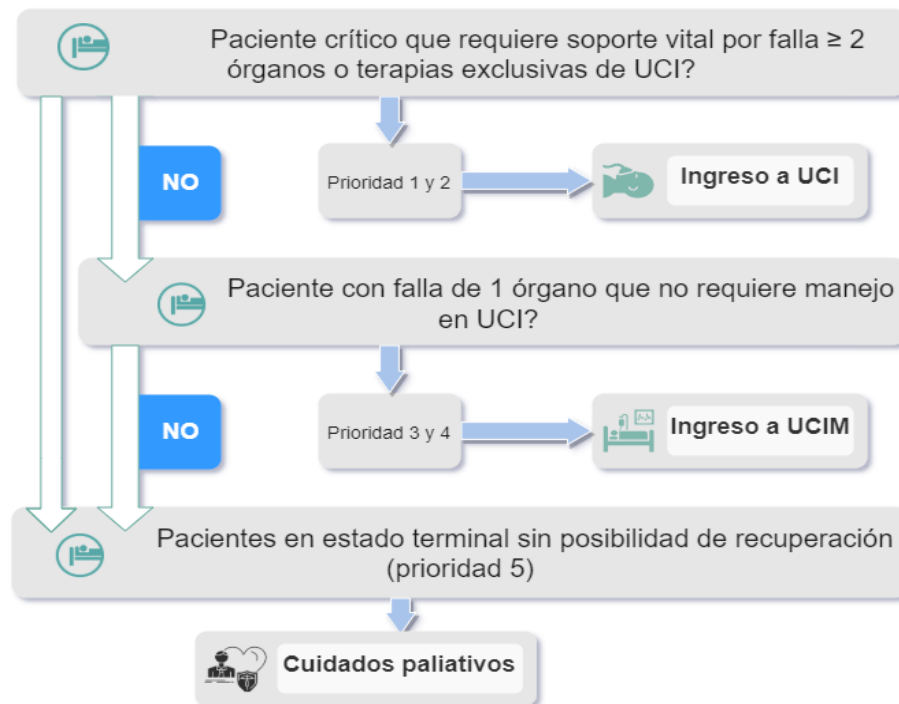 Paciente crítico que requiere soporte vital por falla ≥ 2
órganos o terapias exclusivas de UCI?
NO
Prioridad 1 y 2
Ingreso a UCI
Paciente con falla de 1 órgano que no requiere manejo
en UCI?
NO
Prioridad 3 y 4
Ingreso a UCIM
Pacientes en estado terminal sin posibilidad de recuperación
(prioridad 5)
Cuidados paliativos